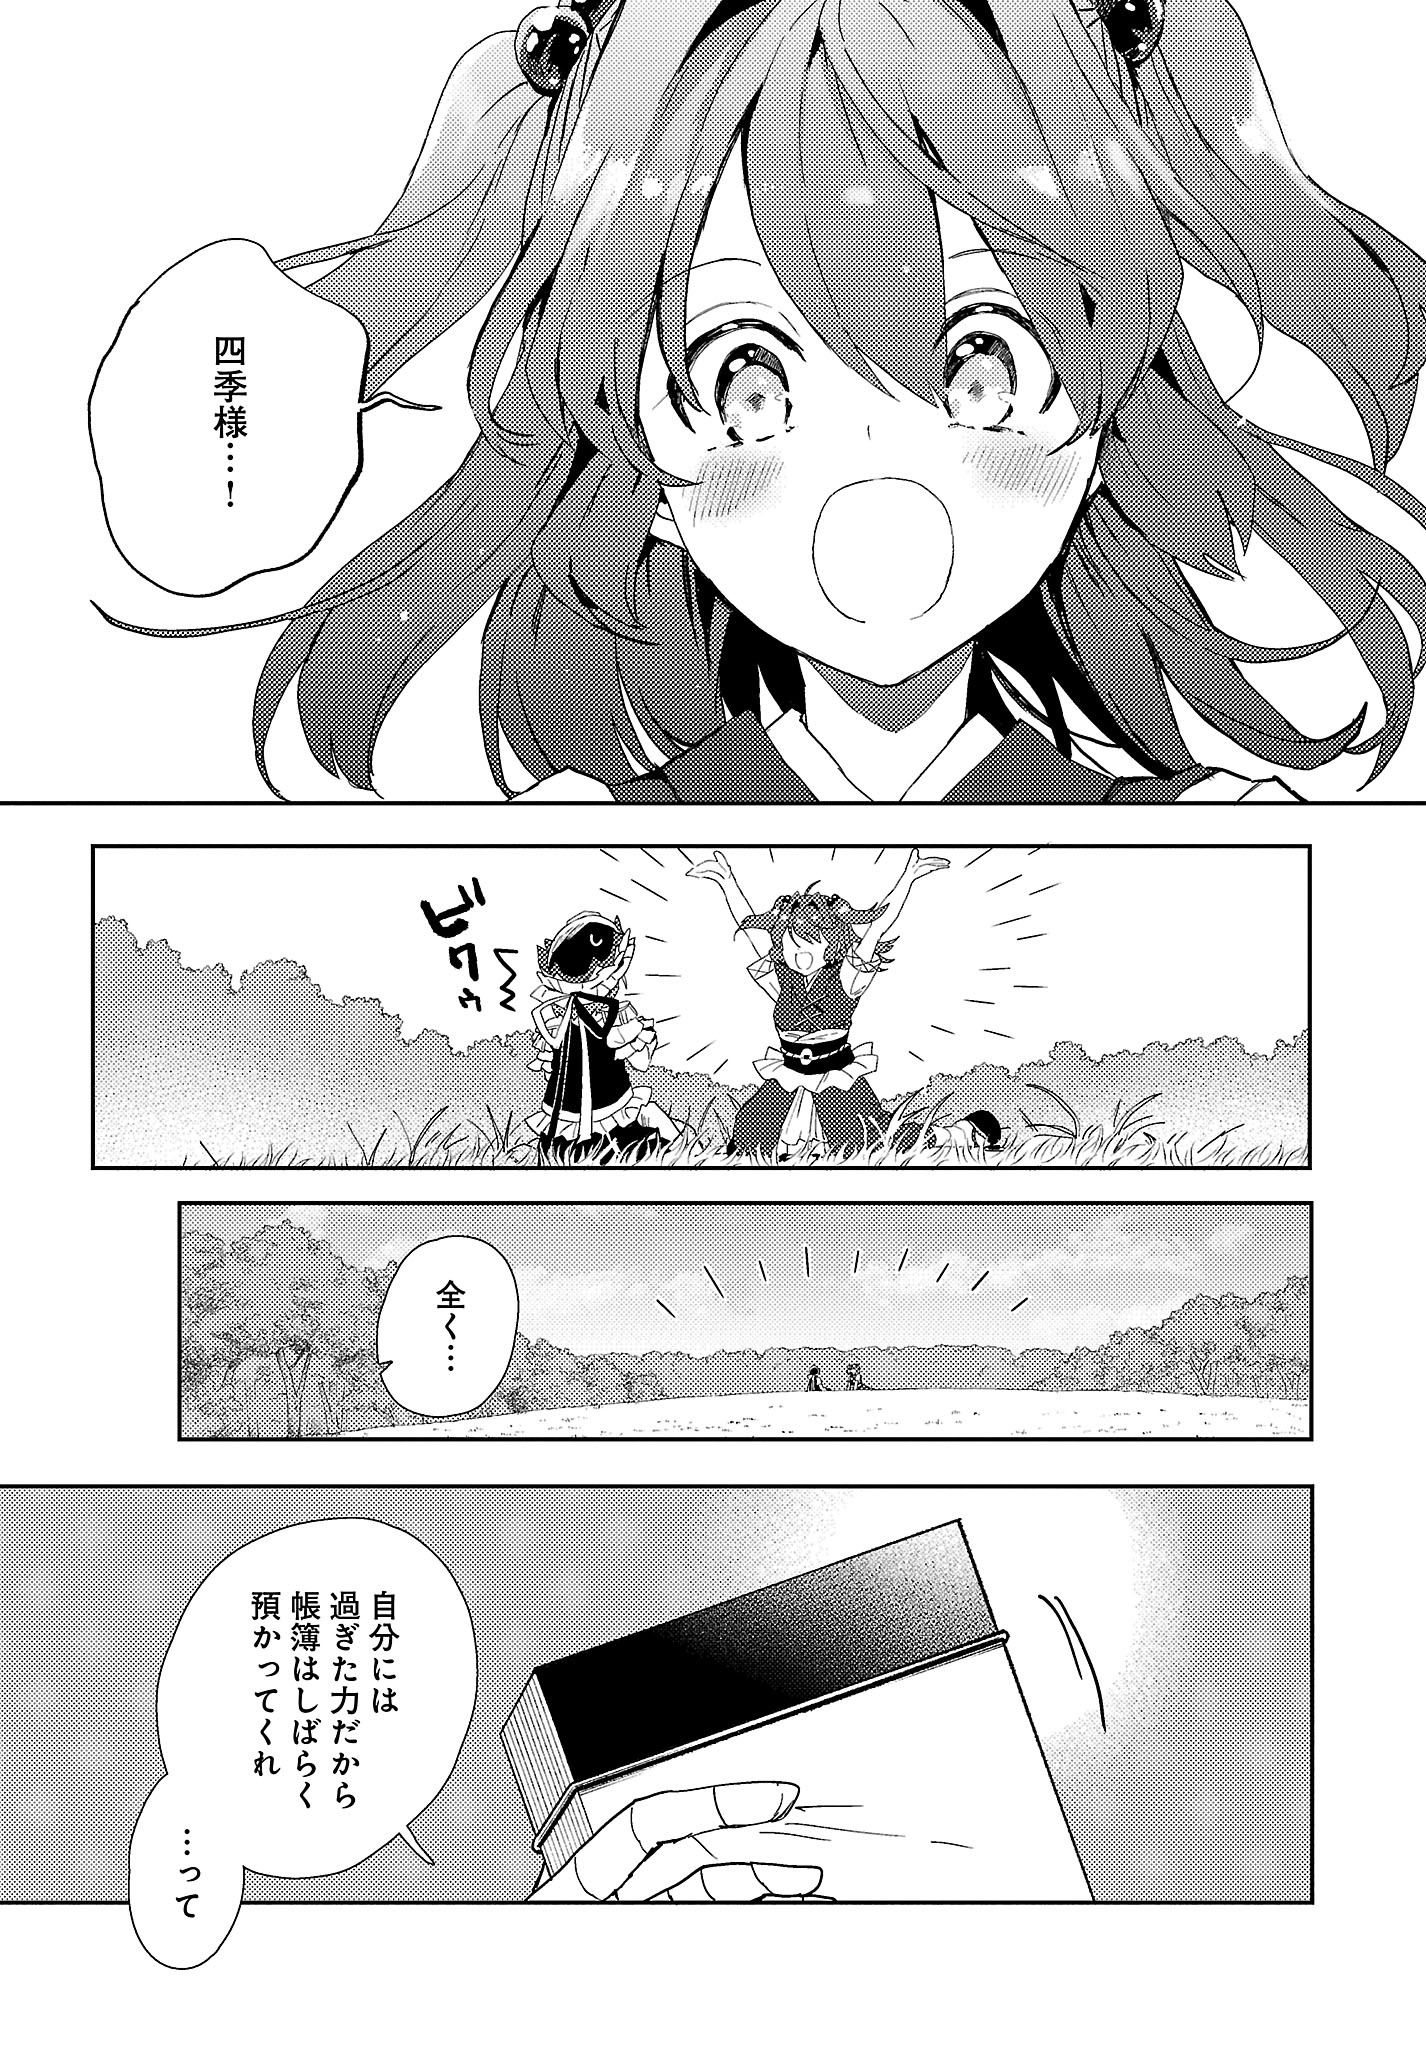 四季様…！
ビクゥ
全く…
自分には
過ぎた力だから
帳簿はしばらく
預かってくれ
…って